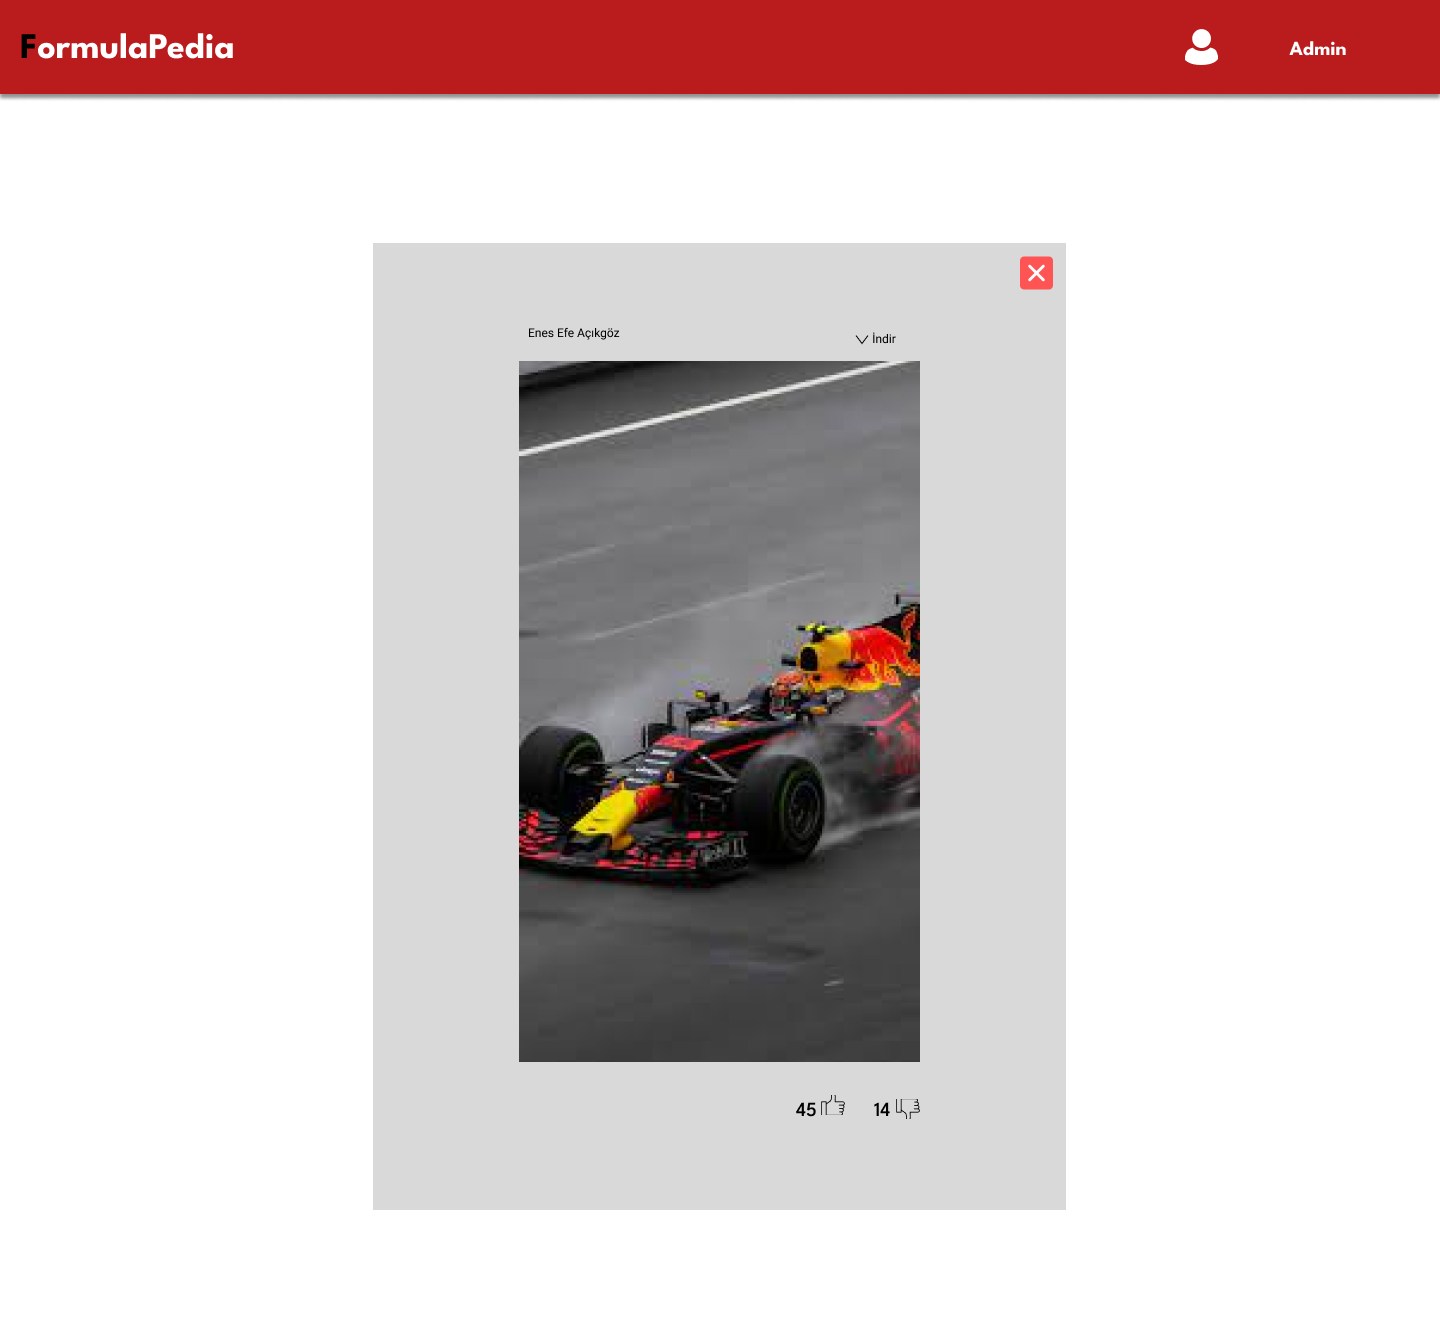 FormulaPedia
Admin
Enes Efe Açıkgöz
İndir
45
14